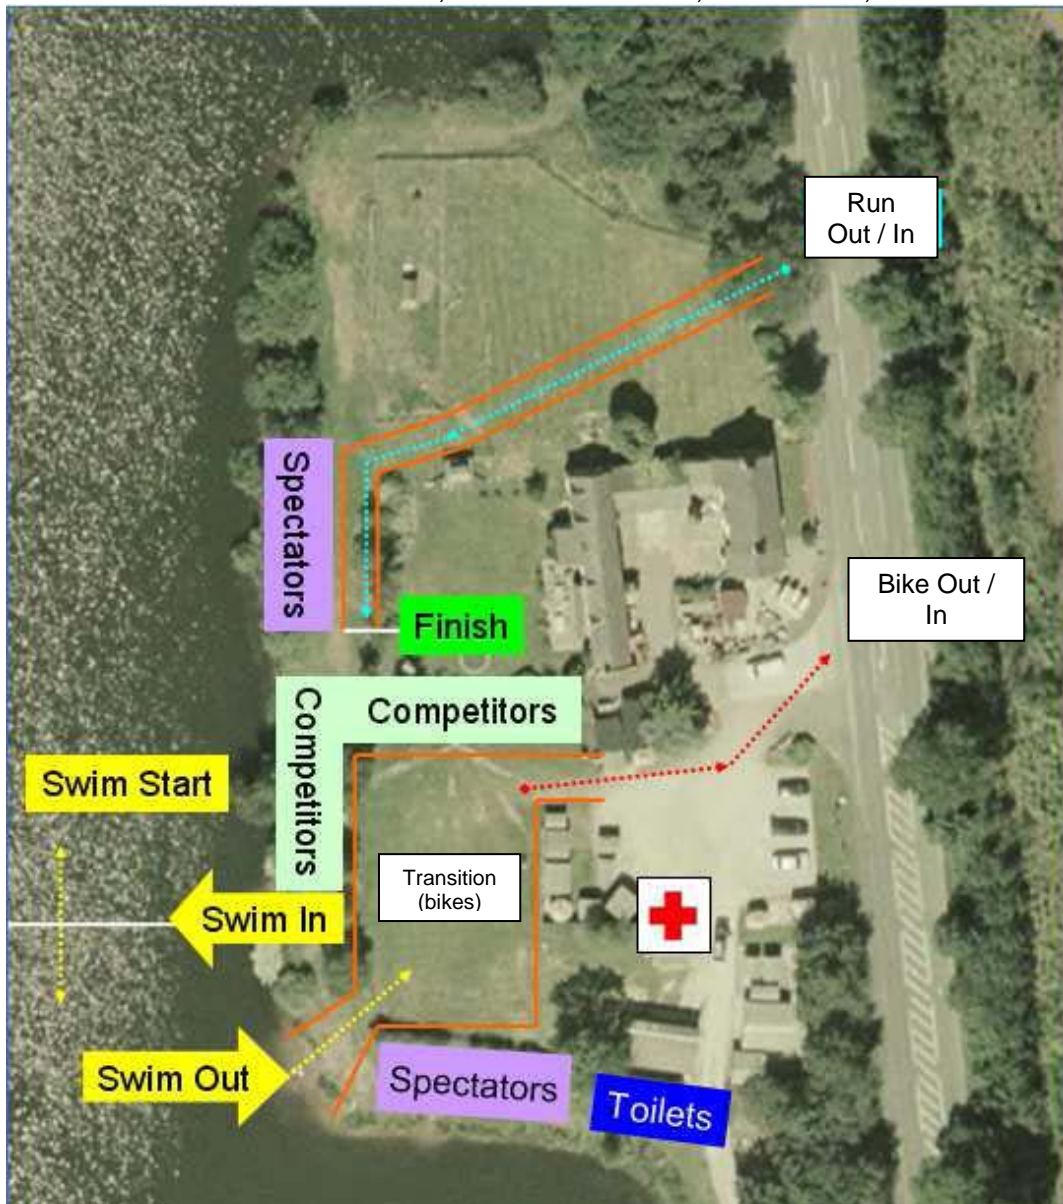 Run
Out / In
Spectators
Bike Out /
In
Finish
Competitors
Competitors
Swim Start
Transition
(bikes)
Swim In
Swim Out
Spectators
Toilets